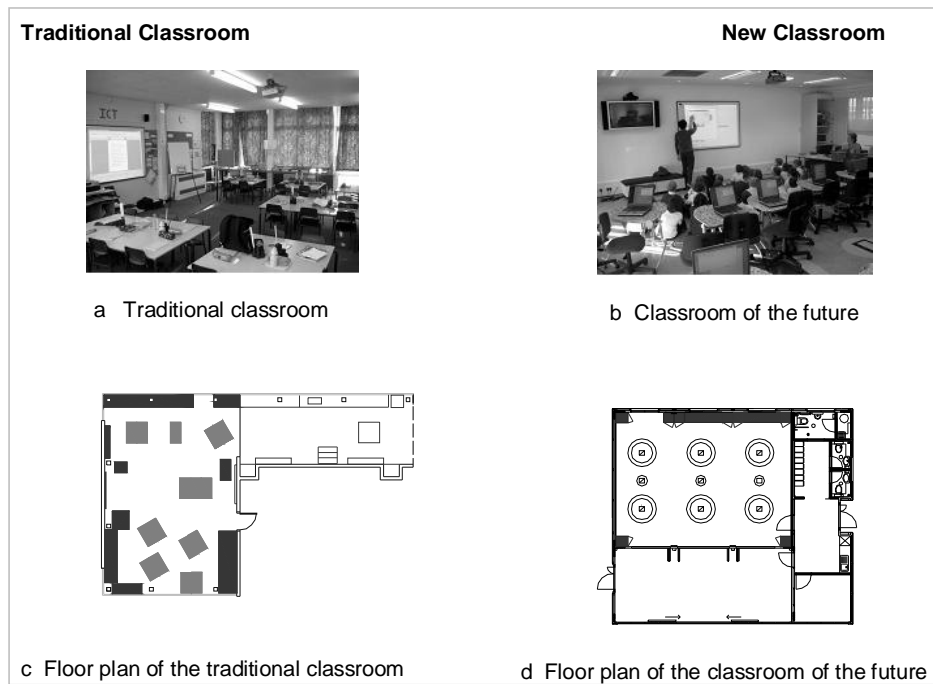 Traditional Classroom
New Classroom
ICT
a Traditional classroom
b Classroom of the future
c Floor plan of the traditional classroom
d Floor plan of the classroom of the future